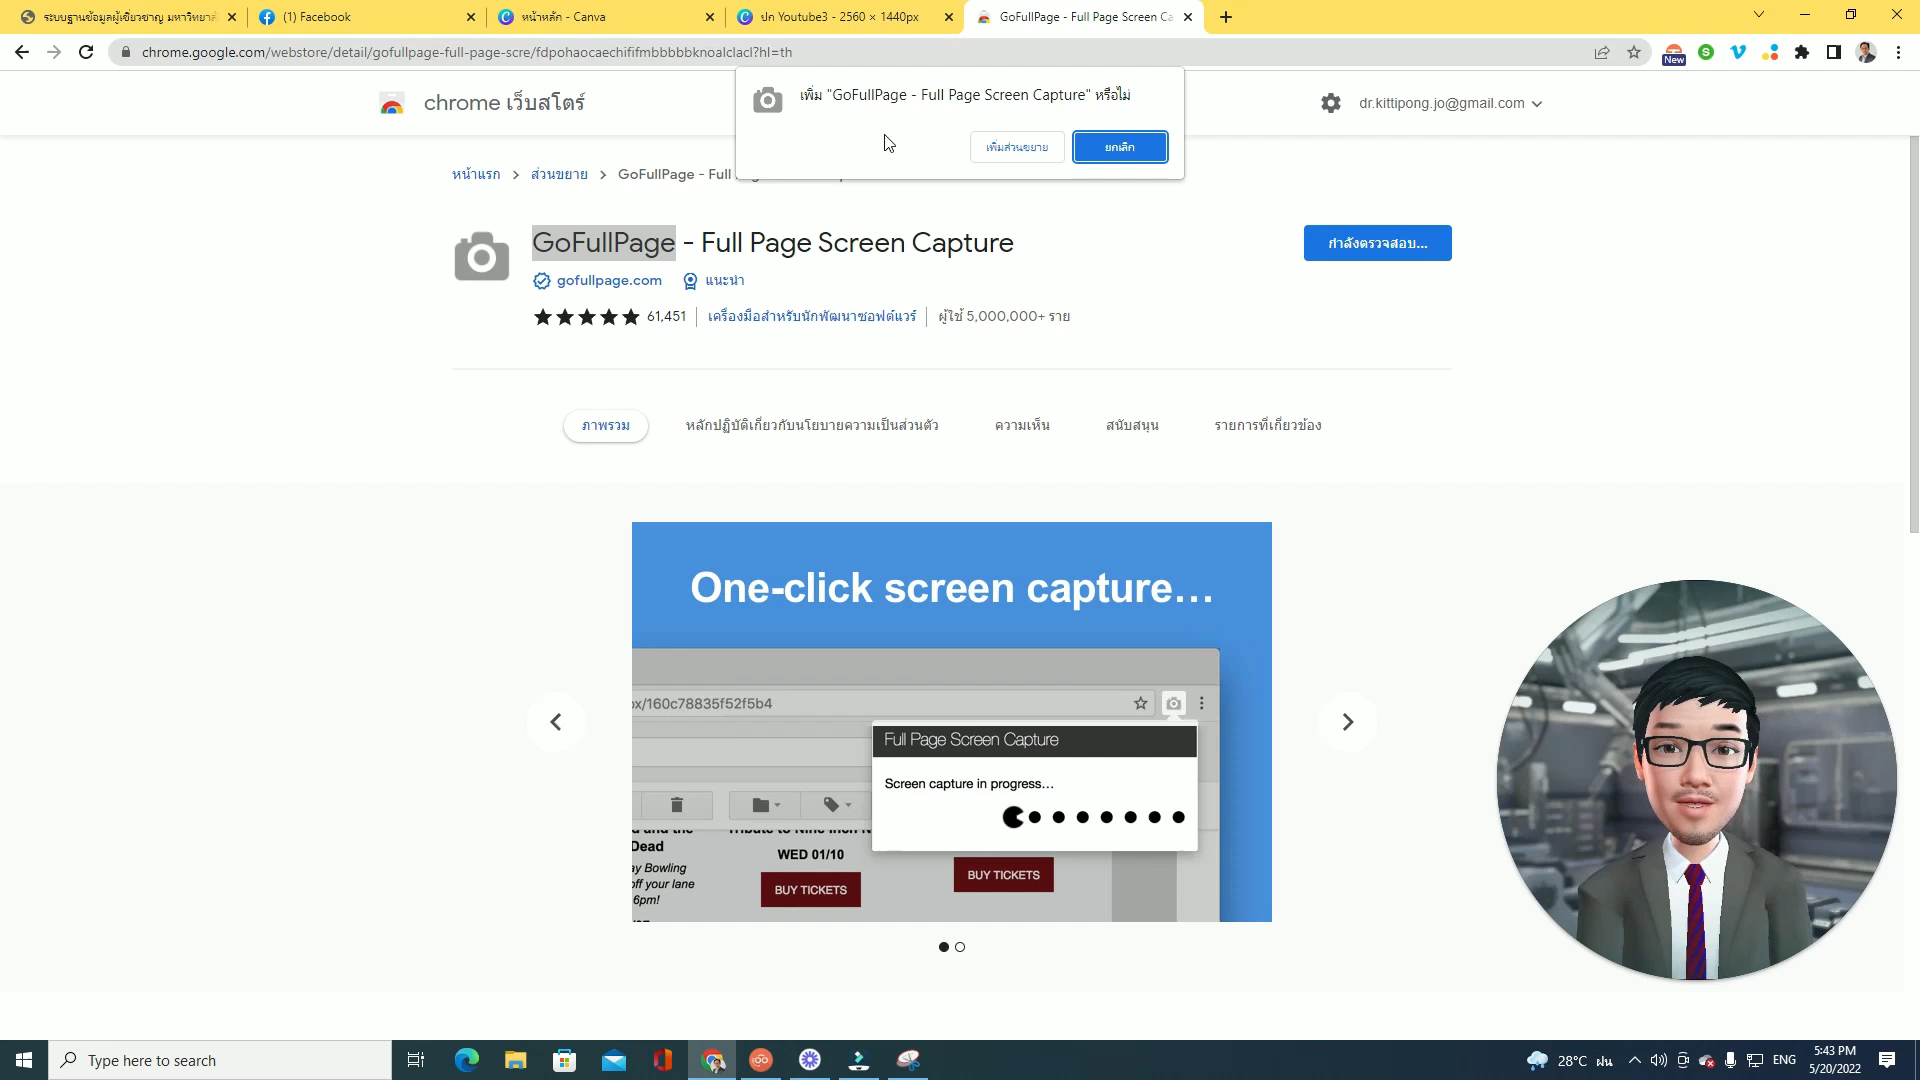 ระบบฐานข้อมูลผู้เชี่ยวชาญ มหาวิทยาลั
(1) Facebook
หน้าหลัก - Canva
ปก Youtube3 - 2560 × 1440px
GoFullPage - Full Page Screen Ca
chrome.google.com/webstore/detail/gofullpage-full-page-scre/fdpohaocaechififmbbbbbknoalclacl?hl=th
New
เพิ่ม "GoFullPage - Full Page Screen Capture" หรือไม่
เพิ่มส่วนขยาย
ยกเลิก
chrome เว็บสโตร์
dr.kittipong.jo@gmail.com
หน้าแรก
ส่วนขยาย
GoFullPage - Full
GoFullPage - Full Page Screen Capture
กำลังตรวจสอบ...
gofullpage.com
แนะนำ
61,451
เครื่องมือสำหรับนักพัฒนาซอฟต์แวร์
ผู้ใช้ 5,000,000+ ราย
ภาพรวม
หลักปฏิบัติเกี่ยวกับนโยบายความเป็นส่วนตัว
ความเห็น
สนับสนุน
รายการที่เกี่ยวข้อง
One-click screen capture...
x/160c78835f52f5b4
Full Page Screen Capture
Screen capture in progress...
Dead
ay Bowling
off your lane
6pm!
WED 01/10
BUY TICKETS
BUY TICKETS
Type here to search
28°C ฝน
ENG
5:43 PM
5/20/2022